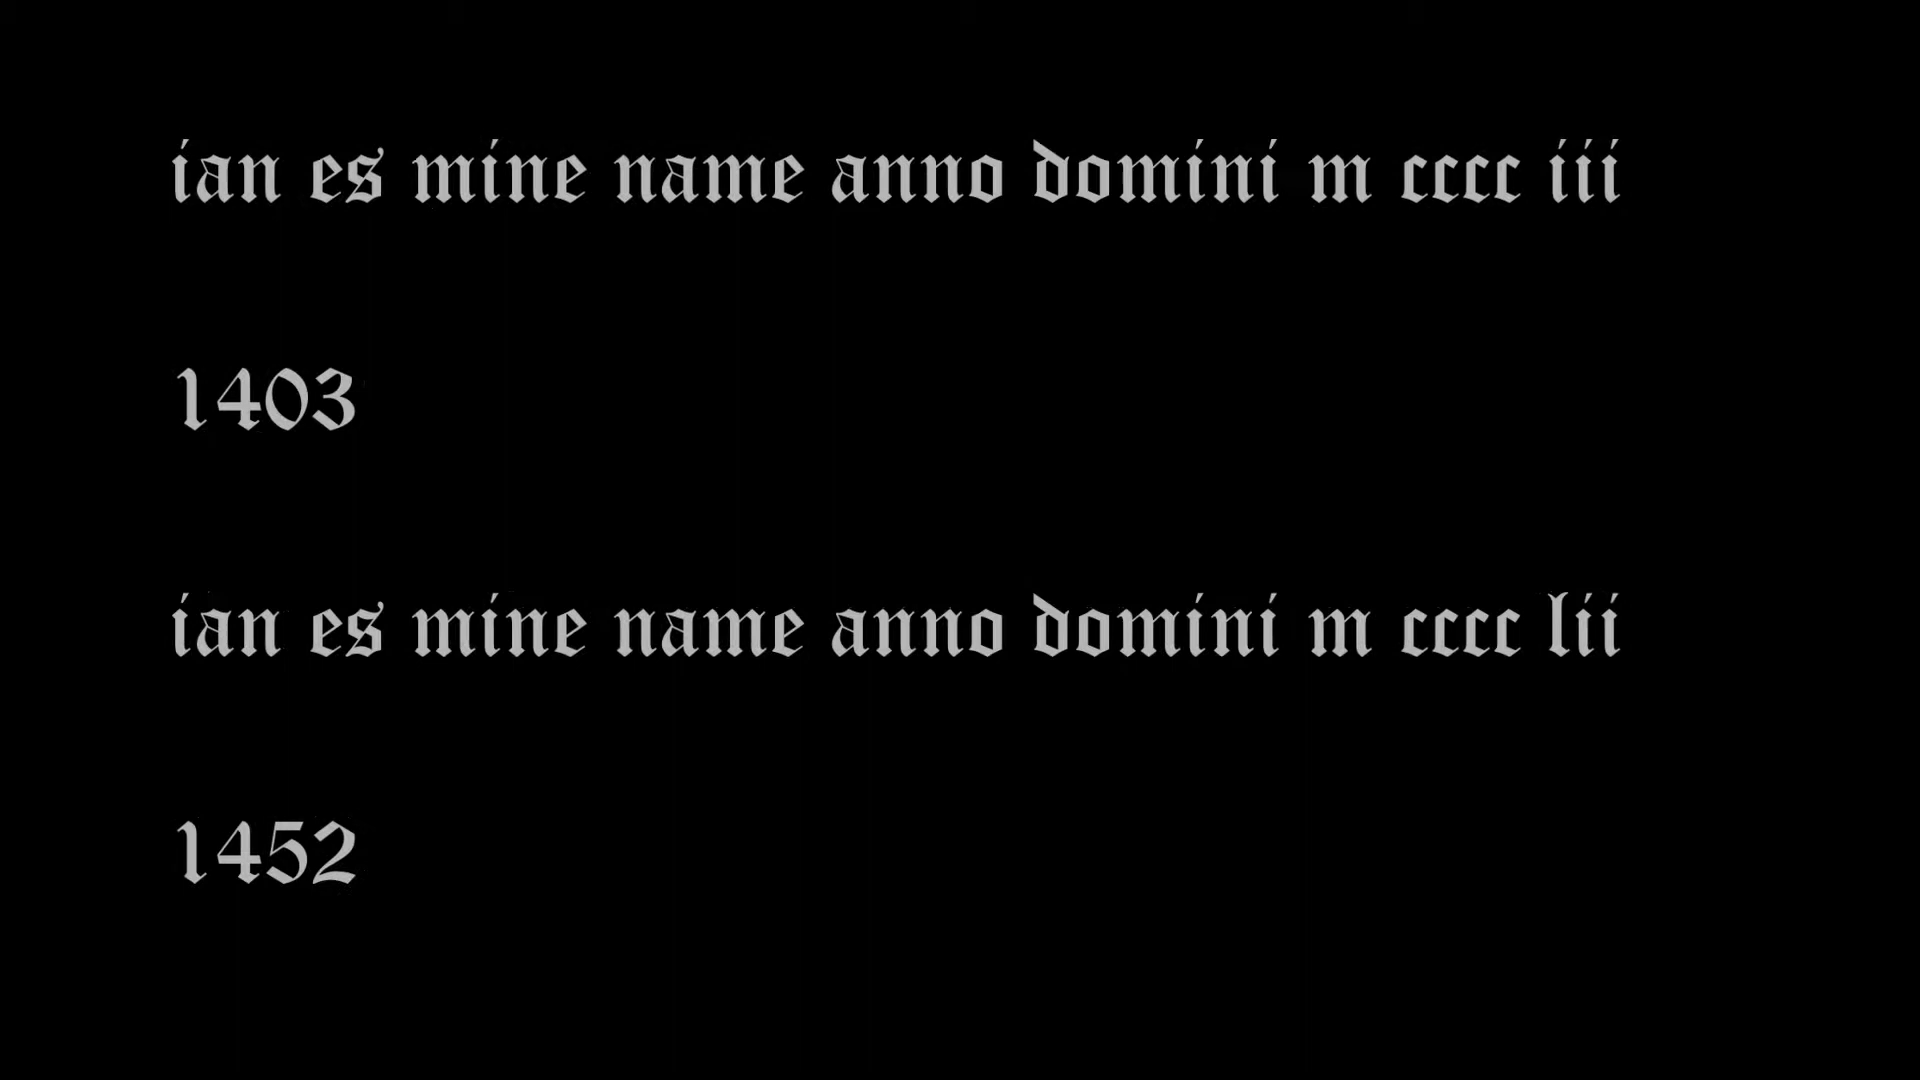 ian es mine name anno domini m cccc iii
1403
ian es mine name anno domini m cccc lii
1452